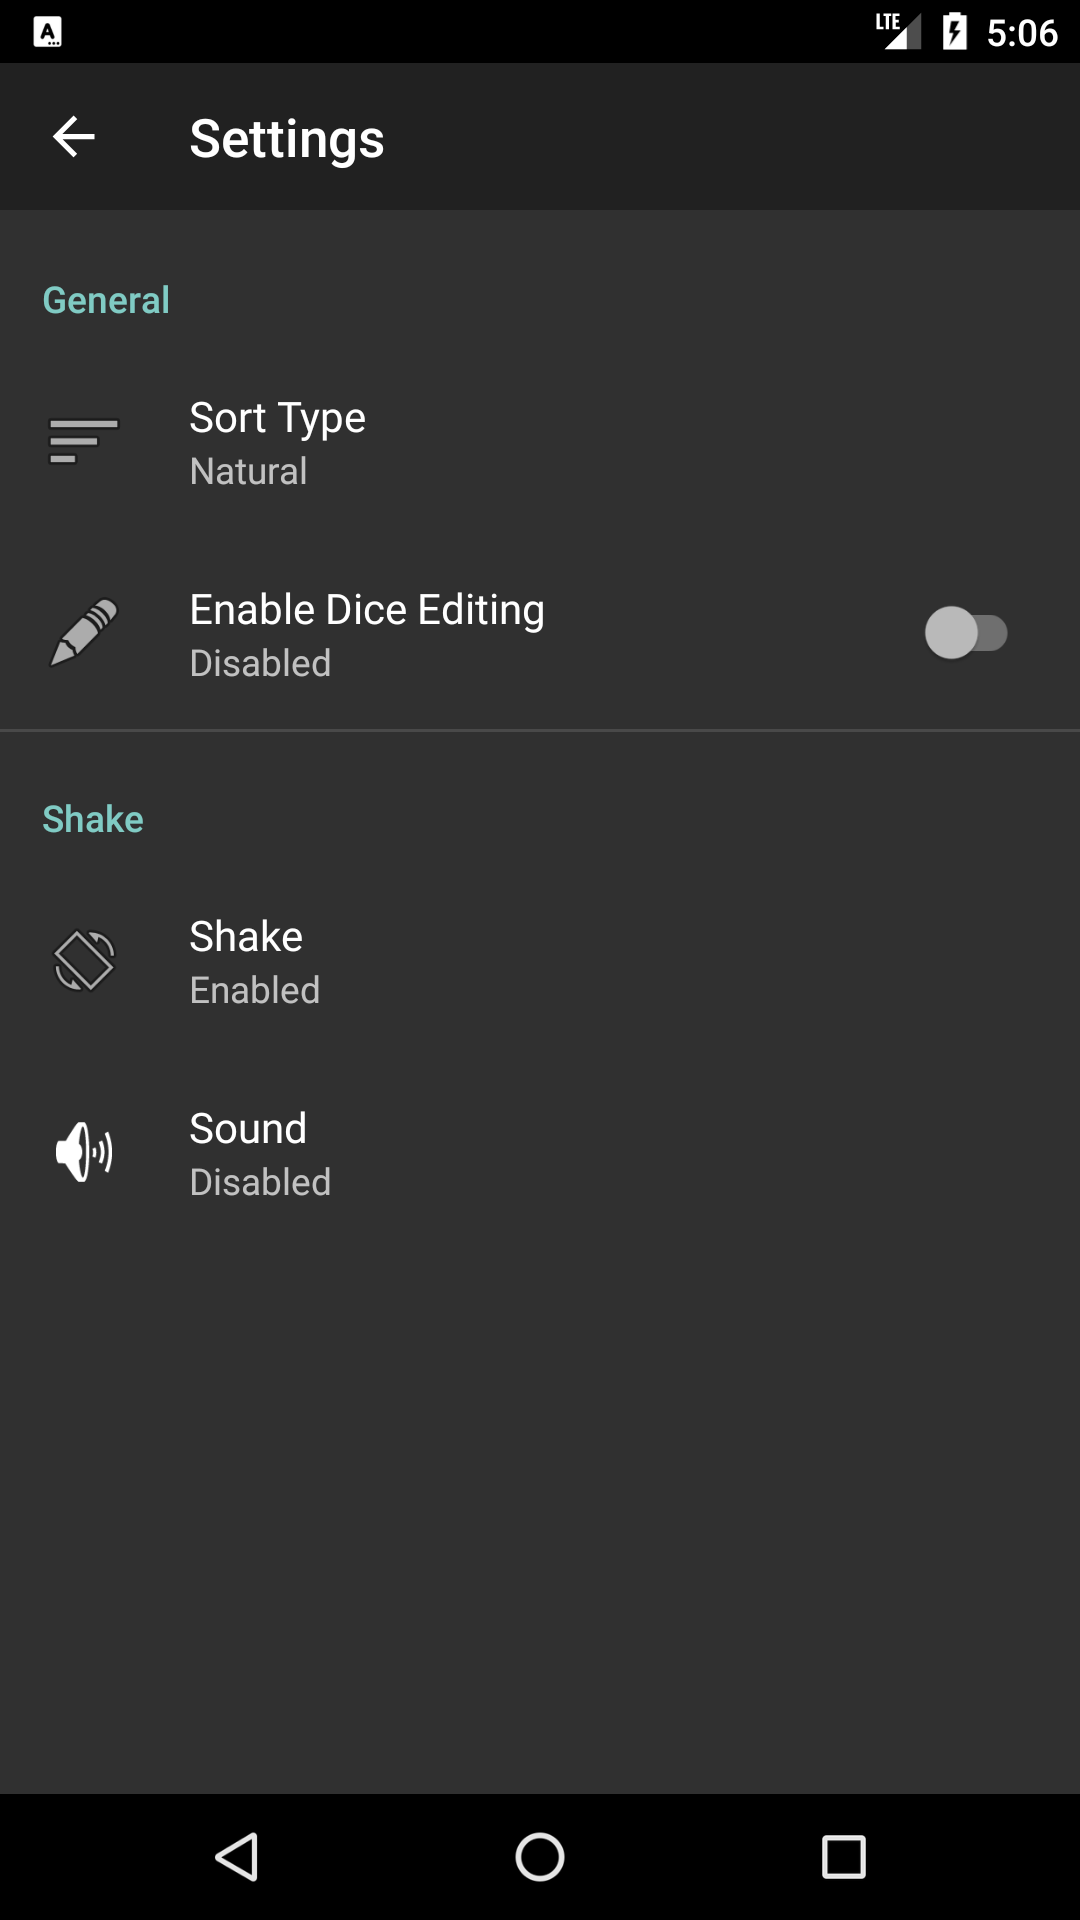 A
LTE
5:06
Settings
General
Sort Type
Natural
Enable Dice Editing
Disabled
Shake
Shake
Enabled
Sound
Disabled